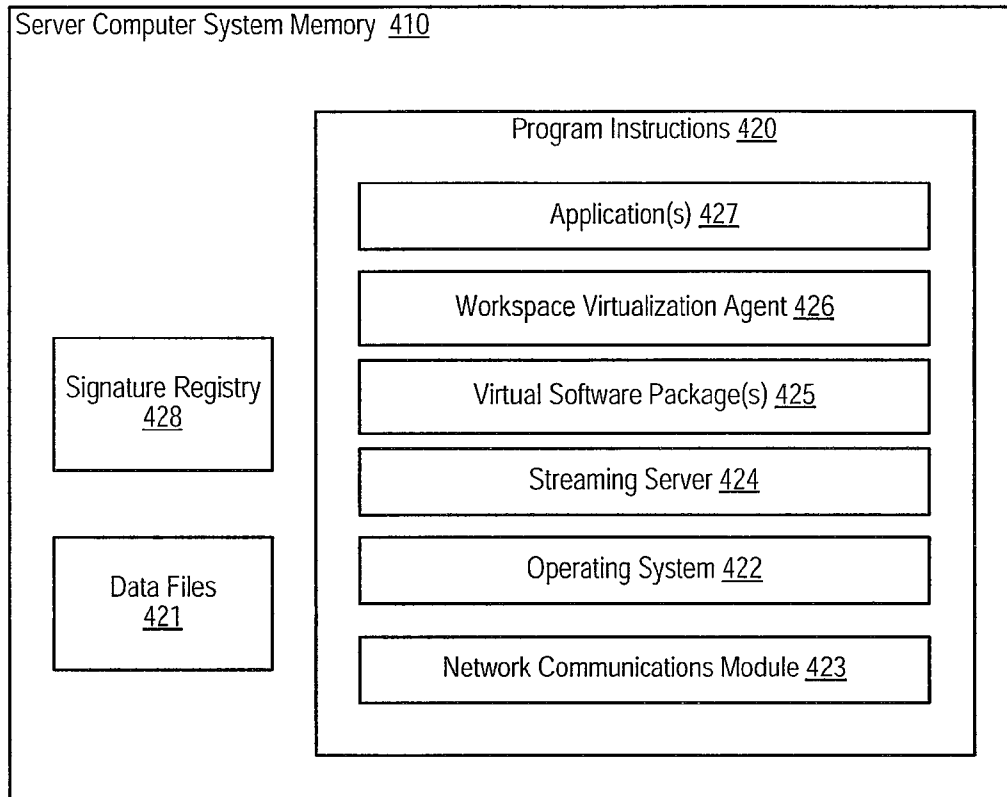 Server Computer System Memory 410
Program Instructions 420
Application(s) 427
Workspace Virtualization Agent 426
Virtual Software Package(s) 425
Streaming Server 424
Operating System 422
Network Communications Module 423
Signature Registry
428
Data Files
421